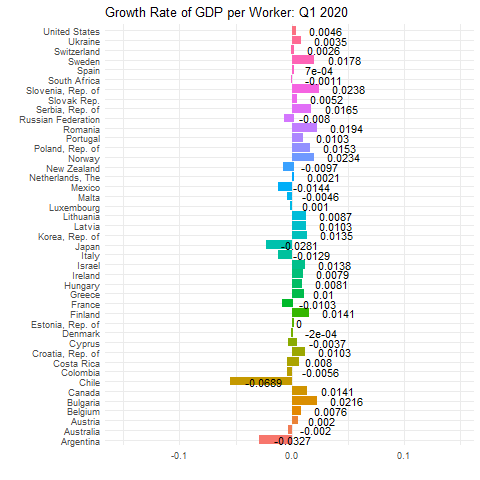 Growth Rate of GDP per Worker: Q1 2020
United States 0.0046
Ukraine 0.0035
Switzerland 0.0026
Sweden 0.0178
Spain 7e-04
South Africa -0.0011
Slovenia, Rep. of 0.0238
Slovak Rep. 0.0052
Serbia, Rep. of 0.0165
Russian Federation -0.008
Romania 0.0194
Portugal 0.0103
Poland, Rep. of 0.0153
Norway 0.0234
New Zealand -0.0097
Netherlands, The 0.0021
Mexico -0.0144
Malta -0.0046
Luxembourg 0.001
Lithuania 0.0087
Latvia 0.0103
Korea, Rep. of 0.0135
Japan -0.0281
Italy -0.0129
Israel 0.0138
Ireland 0.0079
Hungary 0.0081
Greece 0.01
France -0.0103
Finland 0.0141
Estonia, Rep. of 0
Denmark -2e-04
Cyprus -0.0037
Croatia, Rep. of 0.0103
Costa Rica 0.008
Colombia -0.0056
Chile -0.0689
Canada 0.0141
Bulgaria 0.0216
Belgium 0.0076
Austria 0.002
Australia -0.002
Argentina -0.0327
-0.1 0.0 0.1